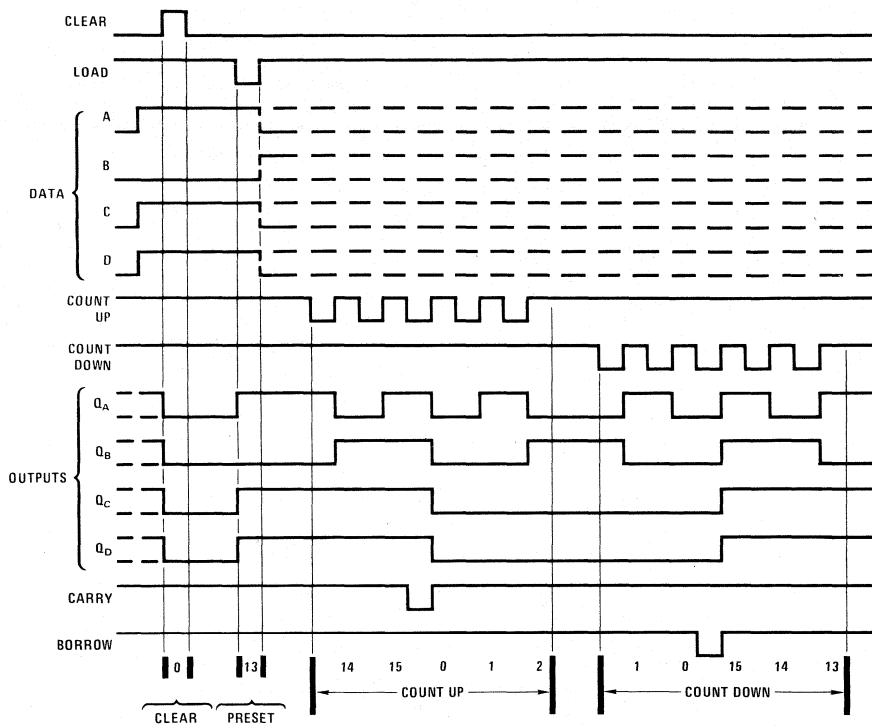 CLEAR
LOAD
A
B
DATA
C
D
COUNT
UP
COUNT
DOWN
QA
QB
OUTPUTS
QC
QD
CARRY
BORROW
0 13 14 15 0 1 2 1 0 15 14 13
COUNT UP COUNT DOWN
CLEAR PRESET